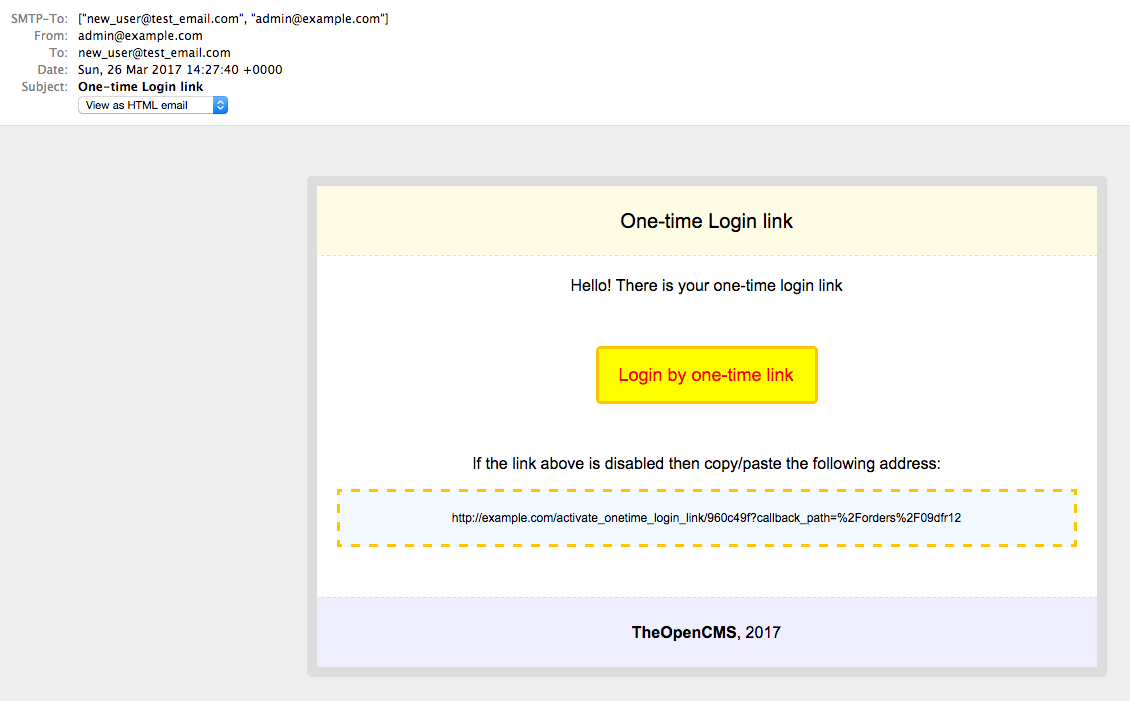 SMTP-To: ["new_user@test_email.com", "admin@example.com"]
From: admin@example.com
To: new_user@test_email.com
Date: Sun, 26 Mar 2017 14:27:40 +0000
Subject: One-time Login link
View as HTML email
One-time Login link
Hello! There is your one-time login link
Login by one-time link
If the link above is disabled then copy/paste the following address:
http://example.com/activate_onetime_login_link/960c49f?callback_path=%2Forders%2F09dfr12
TheOpenCMS, 2017